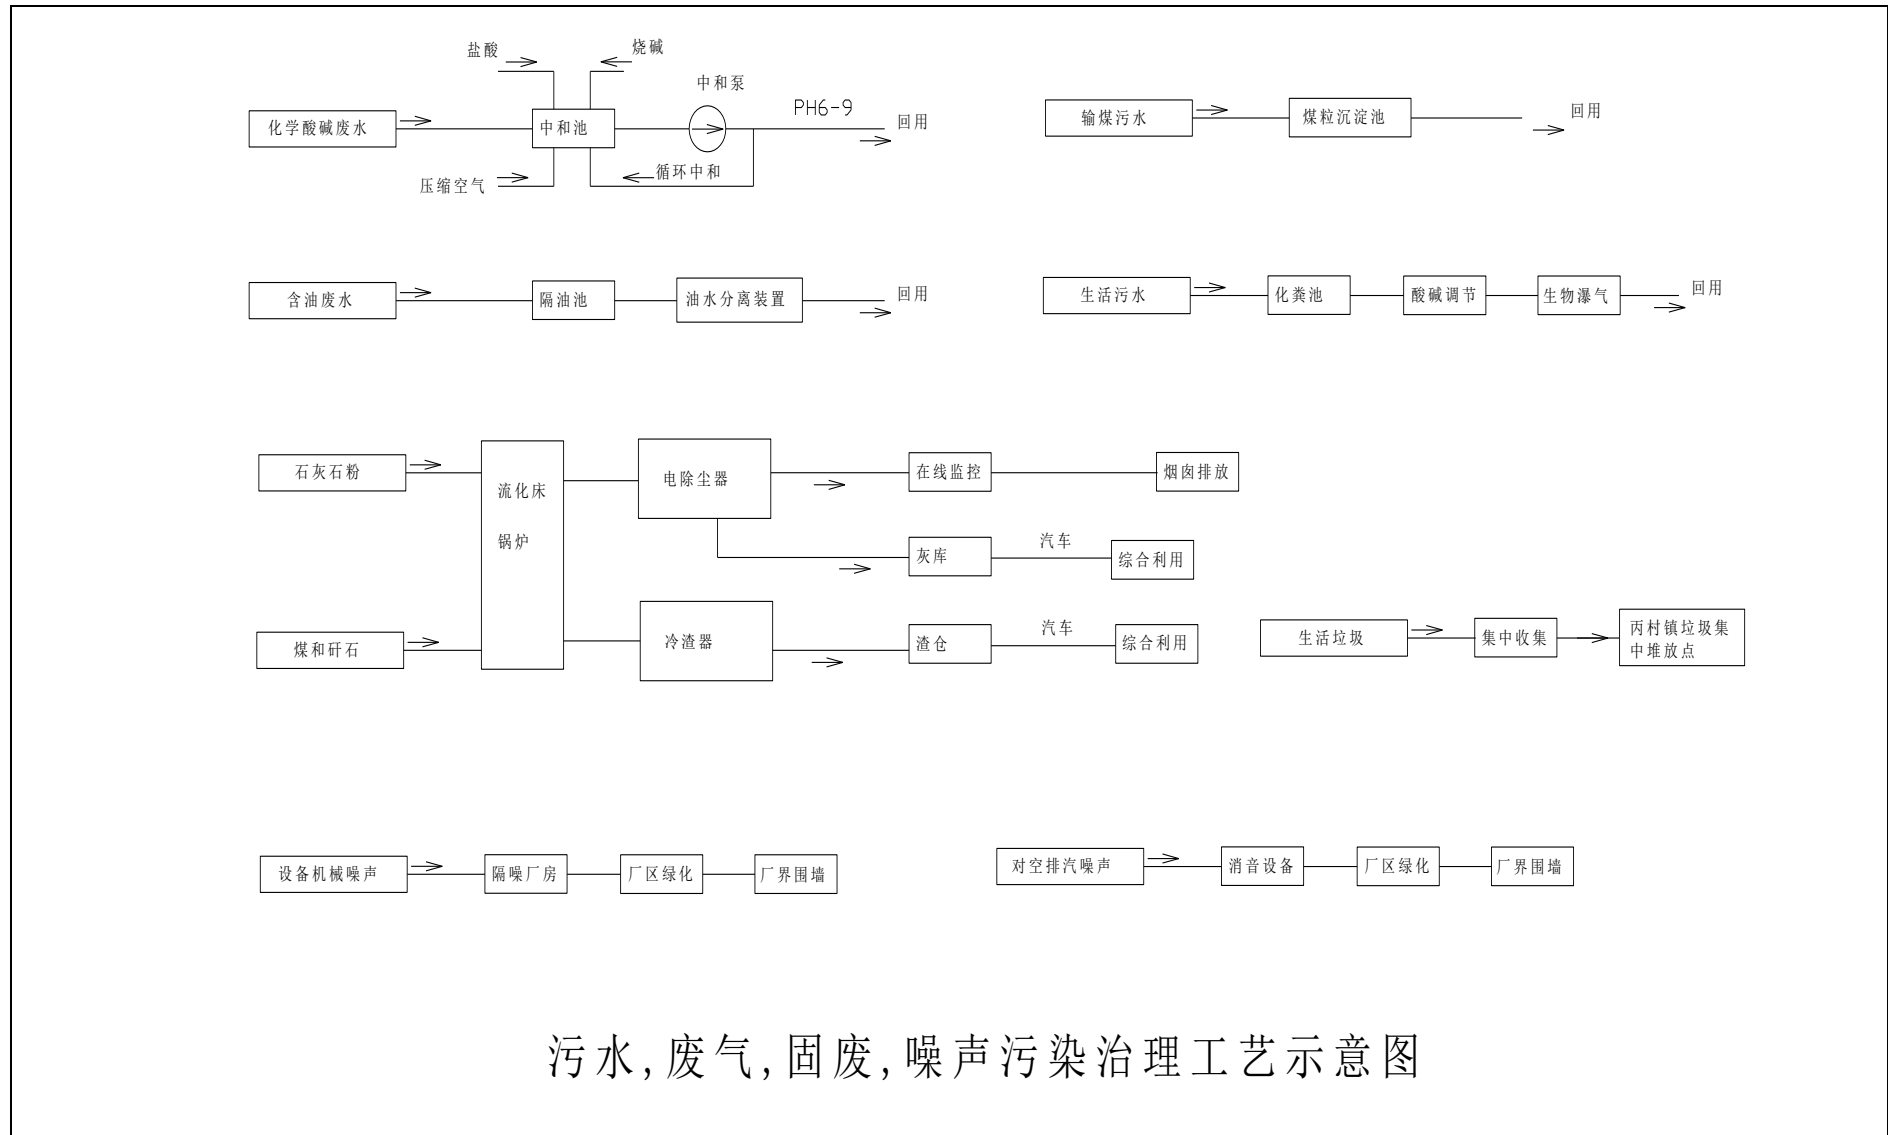 盐酸
烧碱
中和泵
PH6-9
化学酸碱废水
中和池
回用
压缩空气
循环中和
输煤污水
煤粒沉淀池
回用
含油废水
隔油池
油水分离装置
回用
生活污水
化粪池
酸碱调节
生物瀑气
回用
石灰石粉
流化床
锅炉
电除尘器
在线监控
烟囱排放
灰库
汽车
综合利用
煤和矸石
冷渣器
渣仓
汽车
综合利用
生活垃圾
集中收集
丙村镇垃圾集
中堆放点
设备机械噪声
隔噪厂房
厂区绿化
厂界围墙
对空排汽噪声
消音设备
厂区绿化
厂界围墙
污水,废气,固废,噪声污染治理工艺示意图